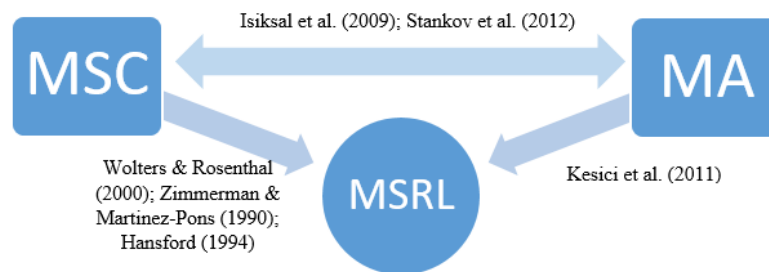 Isiksal et al. (2009); Stankov et al. (2012)
MSC
MA
Wolters & Rosenthal
(2000); Zimmerman &
Martinez-Pons (1990);
Hansford (1994)
MSRL
Kesici et al. (2011)